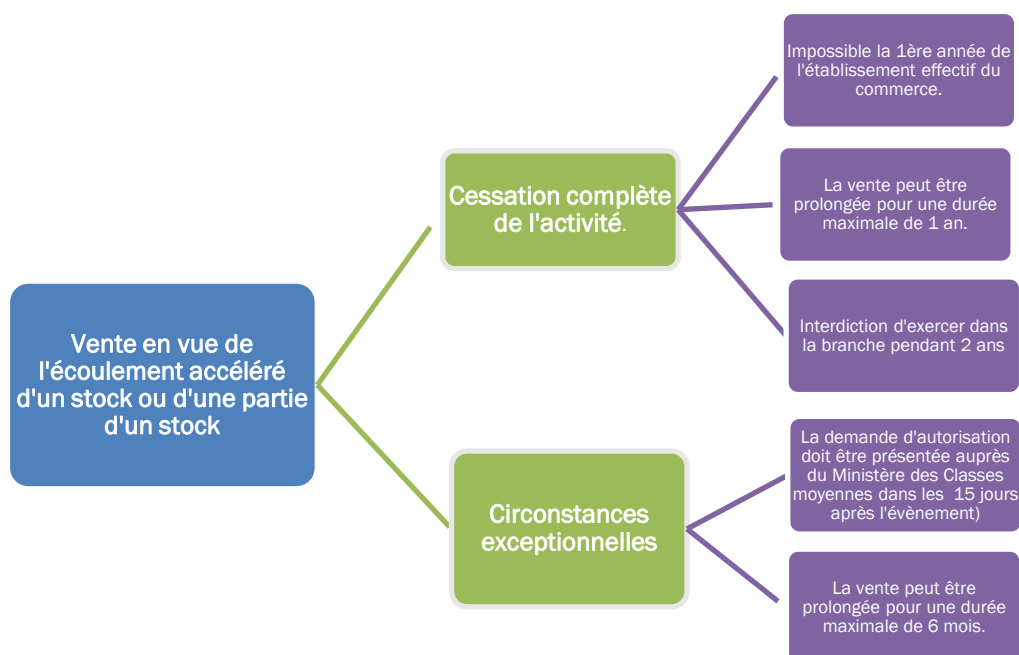 Vente en vue de
l'écoulement accéléré
d'un stock ou d'une partie
d'un stock
Cessation complète
de l'activité.
Impossible la 1ère année de
l'établissement effectif du
commerce.
La vente peut être
prolongée pour une durée
maximale de 1 an.
Interdiction d'exercer dans
la branche pendant 2 ans
Circonstances
exceptionnelles
La demande d'autorisation
doit être présentée auprès
du Ministère des Classes
moyennes dans les 15 jours
après l'évènement)
La vente peut être
prolongée pour une durée
maximale de 6 mois.